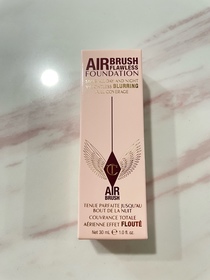 AIRBRUSH
FLAWLESS
FOUNDATION
BLURRING
AIR
BRUSH
TENUE PARFAITE JUSQU'AU
BOUT DE LA NUIT
COUVRANCE TOTALE
AÉRIENNE EFFET FLOUTÉ
Net 30 ml e 1.0 fl.oz.